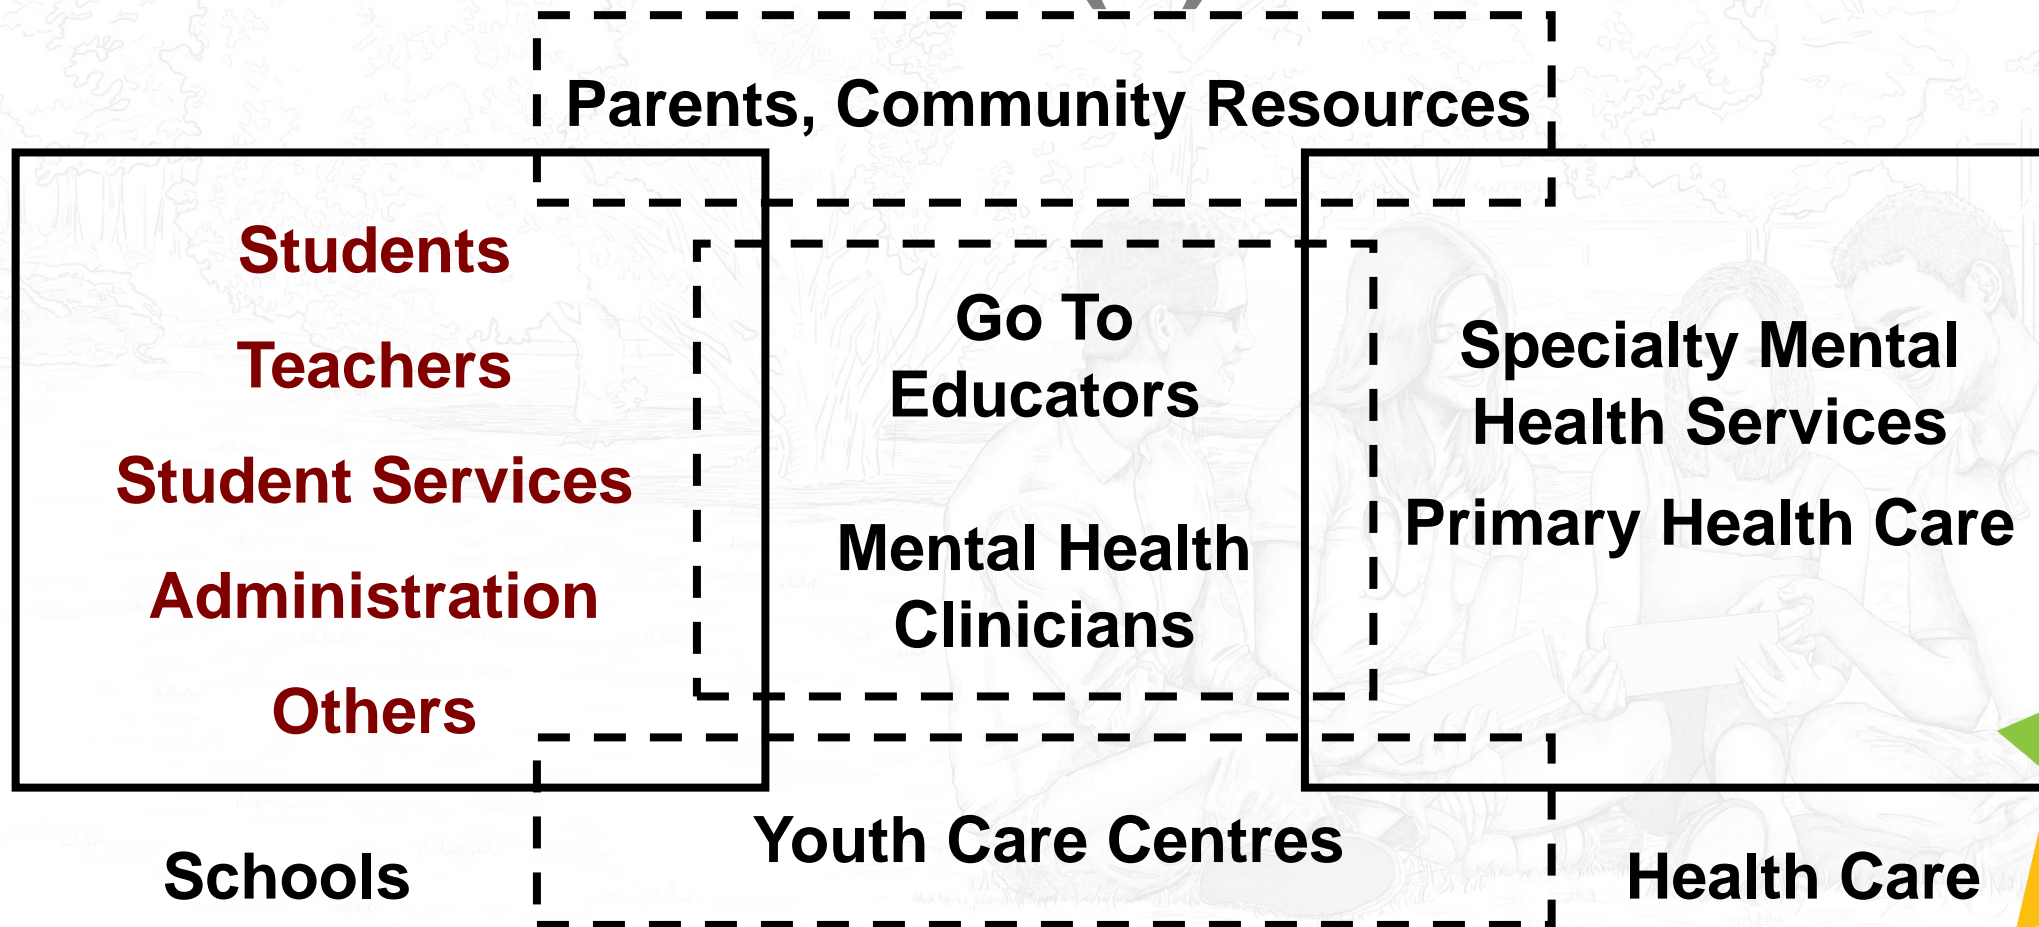 Parents, Community Resources
Students
Teachers
Student Services
Administration
Others
Go To
Educators
Mental Health
Clinicians
Specialty Mental
Health Services
Primary Health Care
Youth Care Centres
Schools
Health Care